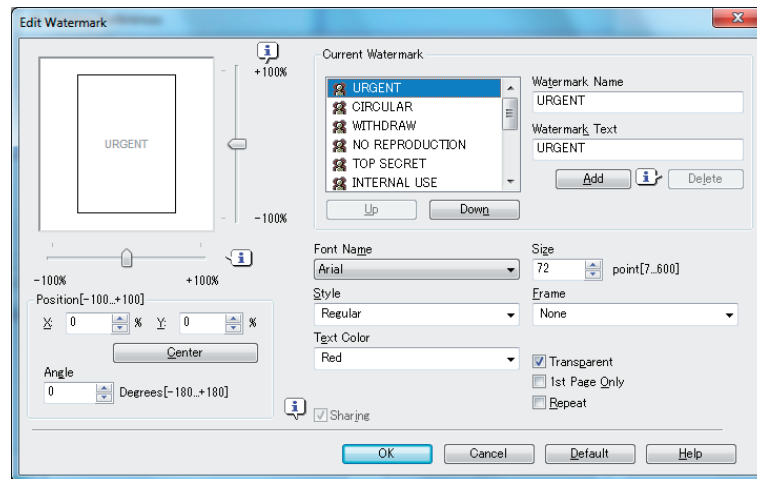 Edit Watermark
URGENT
+100%
-100%
-100%
+100%
Position[-100...+100]
X: 0 % Y: 0 %
Center
Angle
0 Degrees[-180...+180]
Current Watermark
URGENT
CIRCULAR
WITHDRAW
NO REPRODUCTION
TOP SECRET
INTERNAL USE
Up
Down
Watermark Name
URGENT
Watermark Text
URGENT
Add
Delete
Font Name
Arial
Size
72 point[7...600]
Style
Regular
Frame
None
Text Color
Red
Transparent
1st Page Only
Repeat
Sharing
OK
Cancel
Default
Help